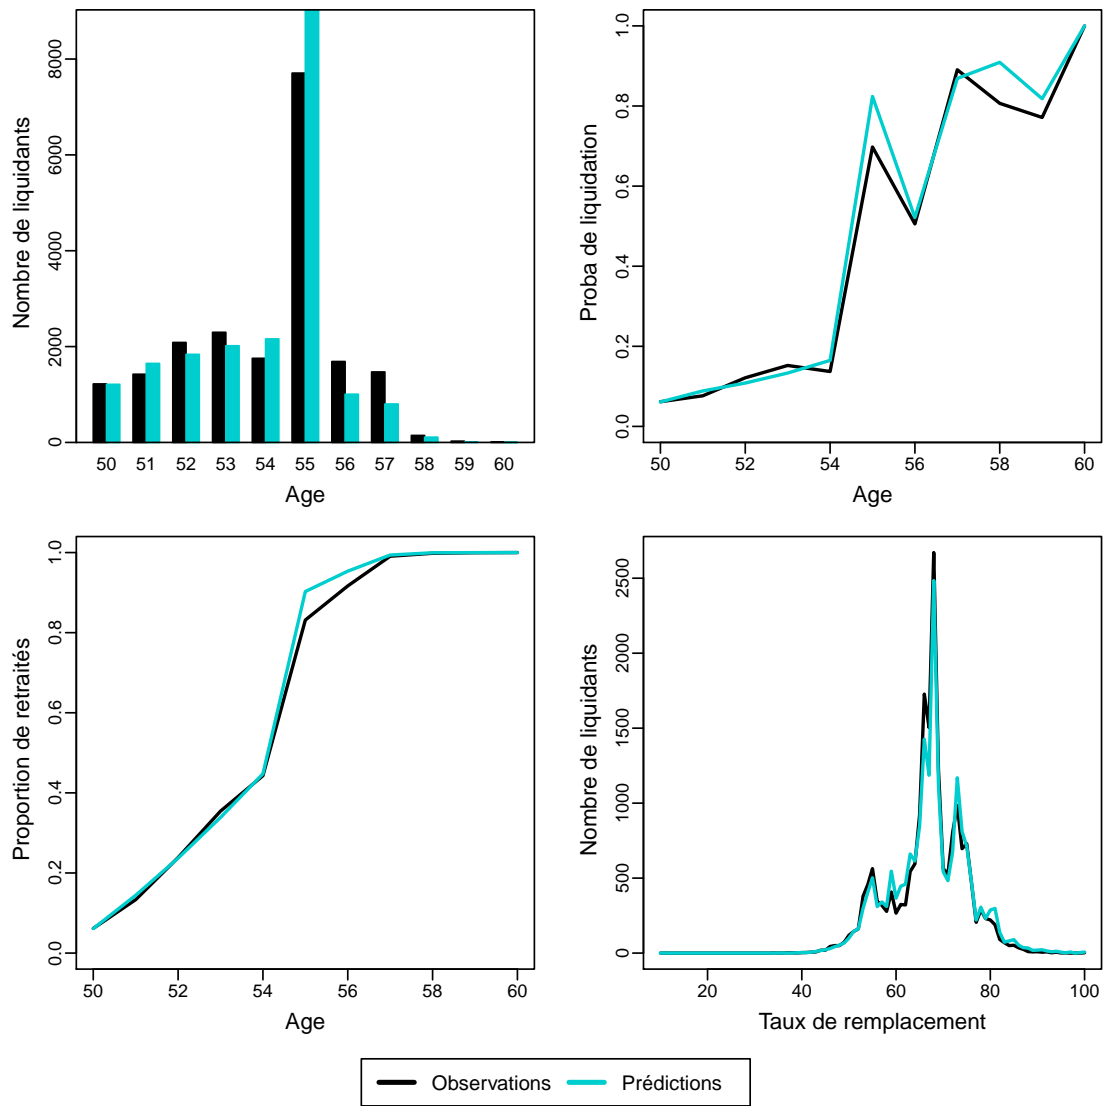 Nombre de liquidants
0 2000 4000 6000 8000
50 51 52 53 54 55 56 57 58 59 60
Age
Proba de liquidation
0.0 0.2 0.4 0.6 0.8 1.0
50 52 54 56 58 60
Age
Proportion de retraités
0.0 0.2 0.4 0.6 0.8 1.0
50 52 54 56 58 60
Age
Nombre de liquidants
0 500 1000 1500 2000 2500
20 40 60 80 100
Taux de remplacement
Observations Prédictions